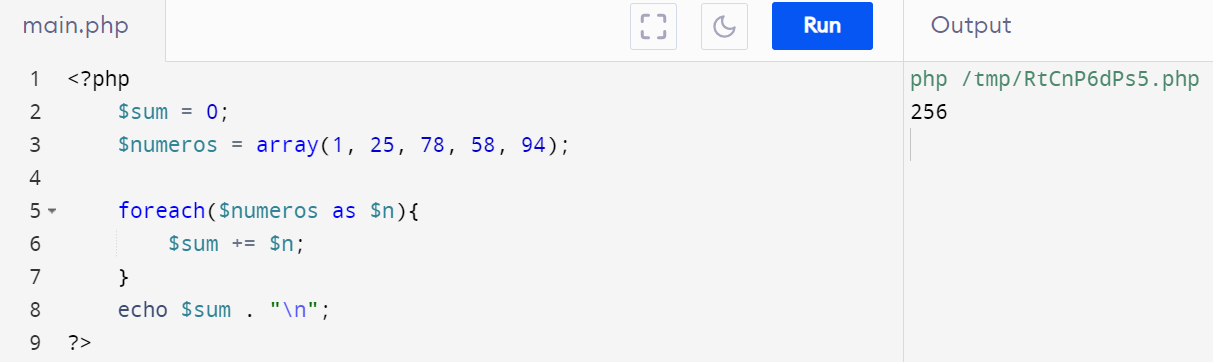 main.php
Run
Output
1 <?php
2 $sum = 0;
3 $numeros = array(1, 25, 78, 58, 94);
4
5 foreach($numeros as $n){
6 $sum += $n;
7 }
8 echo $sum . "\n";
9 ?>
php /tmp/RtCnP6dPs5.php
256